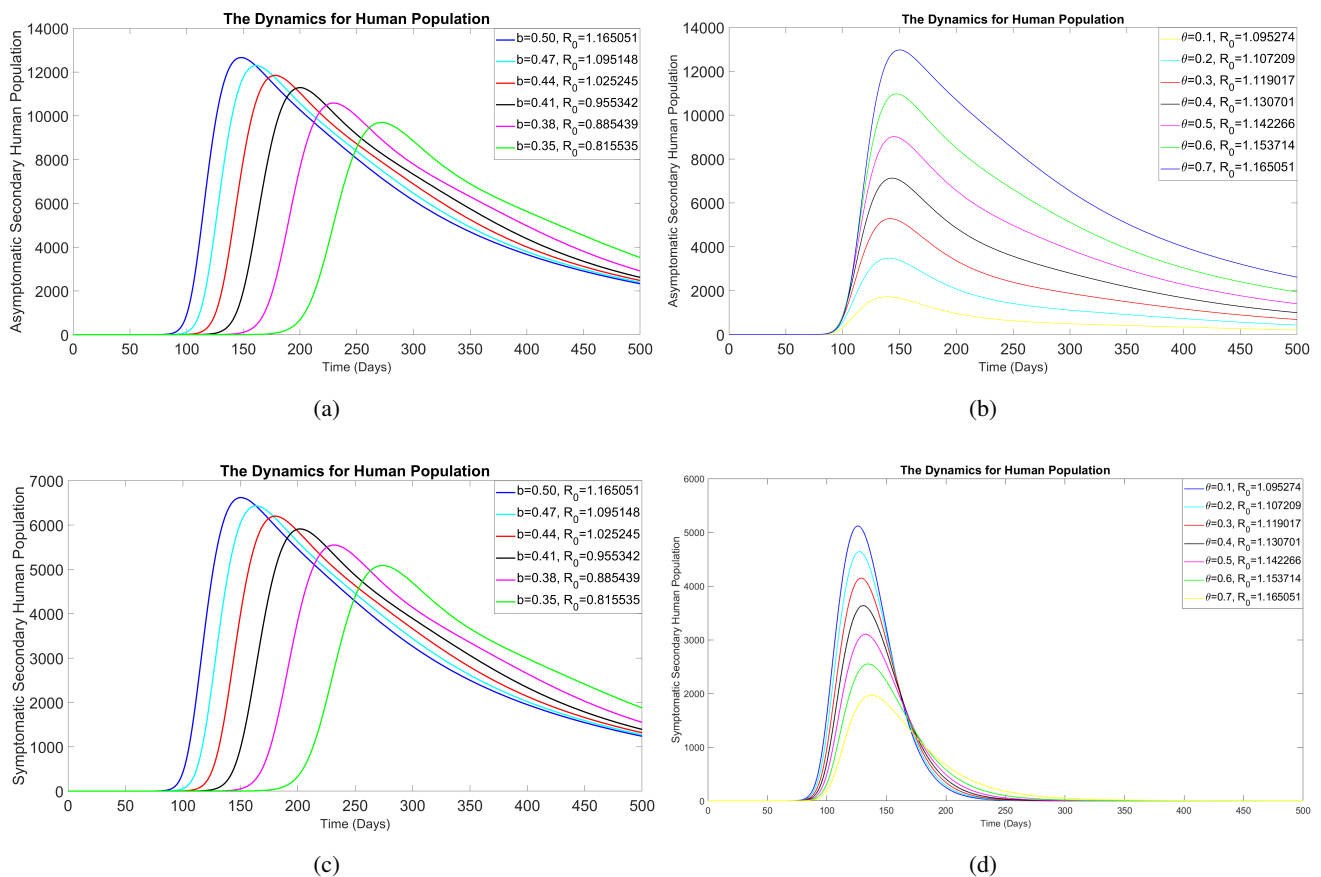 The Dynamics for Human Population
Asymptomatic Secondary Human Population
14000
12000
10000
8000
6000
4000
2000
0
0 50 100 150 200 250 300 350 400 450 500
Time (Days)
b=0.50, R0=1.165051
b=0.47, R0=1.095148
b=0.44, R0=1.025245
b=0.41, R0=0.955342
b=0.38, R0=0.885439
b=0.35, R0=0.815535
(a)
The Dynamics for Human Population
Asymptomatic Secondary Human Population
14000
12000
10000
8000
6000
4000
2000
0
0 50 100 150 200 250 300 350 400 450 500
Time (Days)
θ=0.1, R0=1.095274
θ=0.2, R0=1.107209
θ=0.3, R0=1.119017
θ=0.4, R0=1.130701
θ=0.5, R0=1.142266
θ=0.6, R0=1.153714
θ=0.7, R0=1.165051
(b)
The Dynamics for Human Population
Symptomatic Secondary Human Population
7000
6000
5000
4000
3000
2000
1000
0
0 50 100 150 200 250 300 350 400 450 500
Time (Days)
b=0.50, R0=1.165051
b=0.47, R0=1.095148
b=0.44, R0=1.025245
b=0.41, R0=0.955342
b=0.38, R0=0.885439
b=0.35, R0=0.815535
(c)
The Dynamics for Human Population
Symptomatic Secondary Human Population
6000
5000
4000
3000
2000
1000
0
0 50 100 150 200 250 300 350 400 450 500
Time (Days)
θ=0.1, R0=1.095274
θ=0.2, R0=1.107209
θ=0.3, R0=1.119017
θ=0.4, R0=1.130701
θ=0.5, R0=1.142266
θ=0.6, R0=1.153714
θ=0.7, R0=1.165051
(d)